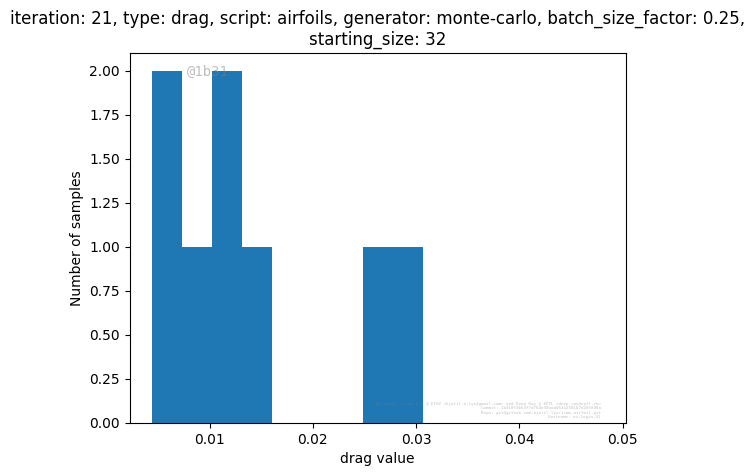 iteration: 21, type: drag, script: airfoils, generator: monte-carlo, batch_size_factor: 0.25,
starting_size: 32
@1b31
2.00
1.75
1.50
1.25
1.00
0.75
0.50
0.25
0.00
Number of samples
0.01
0.02
0.03
0.04
0.05
drag value